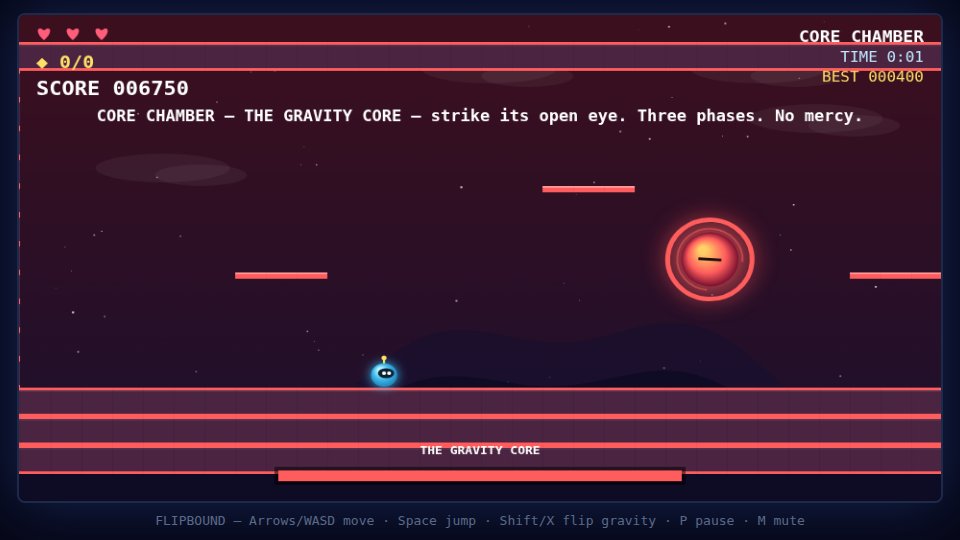 CORE CHAMBER
◆ 0/0
TIME 0:01
BEST 000400
SCORE 006750
CORE CHAMBER — THE GRAVITY CORE — strike its open eye. Three phases. No mercy.
THE GRAVITY CORE
FLIPBOUND — Arrows/WASD move · Space jump · Shift/X flip gravity · P pause · M mute